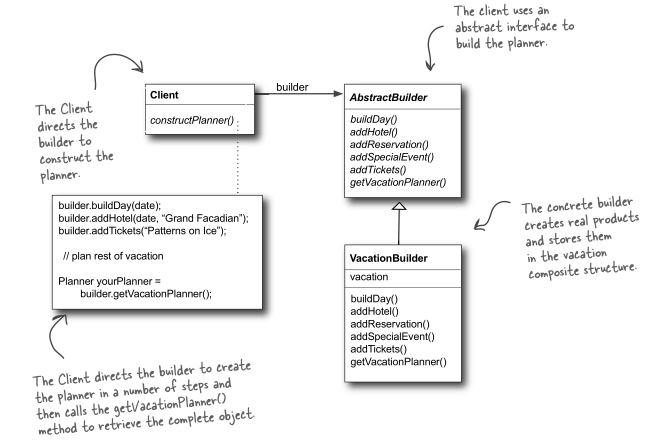 The client uses an
abstract interface to
build the planner.
The Client
directs the
builder to
construct the
planner.
Client
constructPlanner()
builder
AbstractBuilder
buildDay()
addHotel()
addReservation()
addSpecialEvent()
addTickets()
getVacationPlanner()
builder.buildDay(date);
builder.addHotel(date, “Grand Facadian”);
builder.addTickets(“Patterns on Ice”);
// plan rest of vacation
Planner yourPlanner =
builder.getVacationPlanner();
The concrete builder
creates real products
and stores them
in the vacation
composite structure.
VacationBuilder
vacation
buildDay()
addHotel()
addReservation()
addSpecialEvent()
addTickets()
getVacationPlanner()
The Client directs the builder to create
the planner in a number of steps and
then calls the getVacationPlanner()
method to retrieve the complete object.